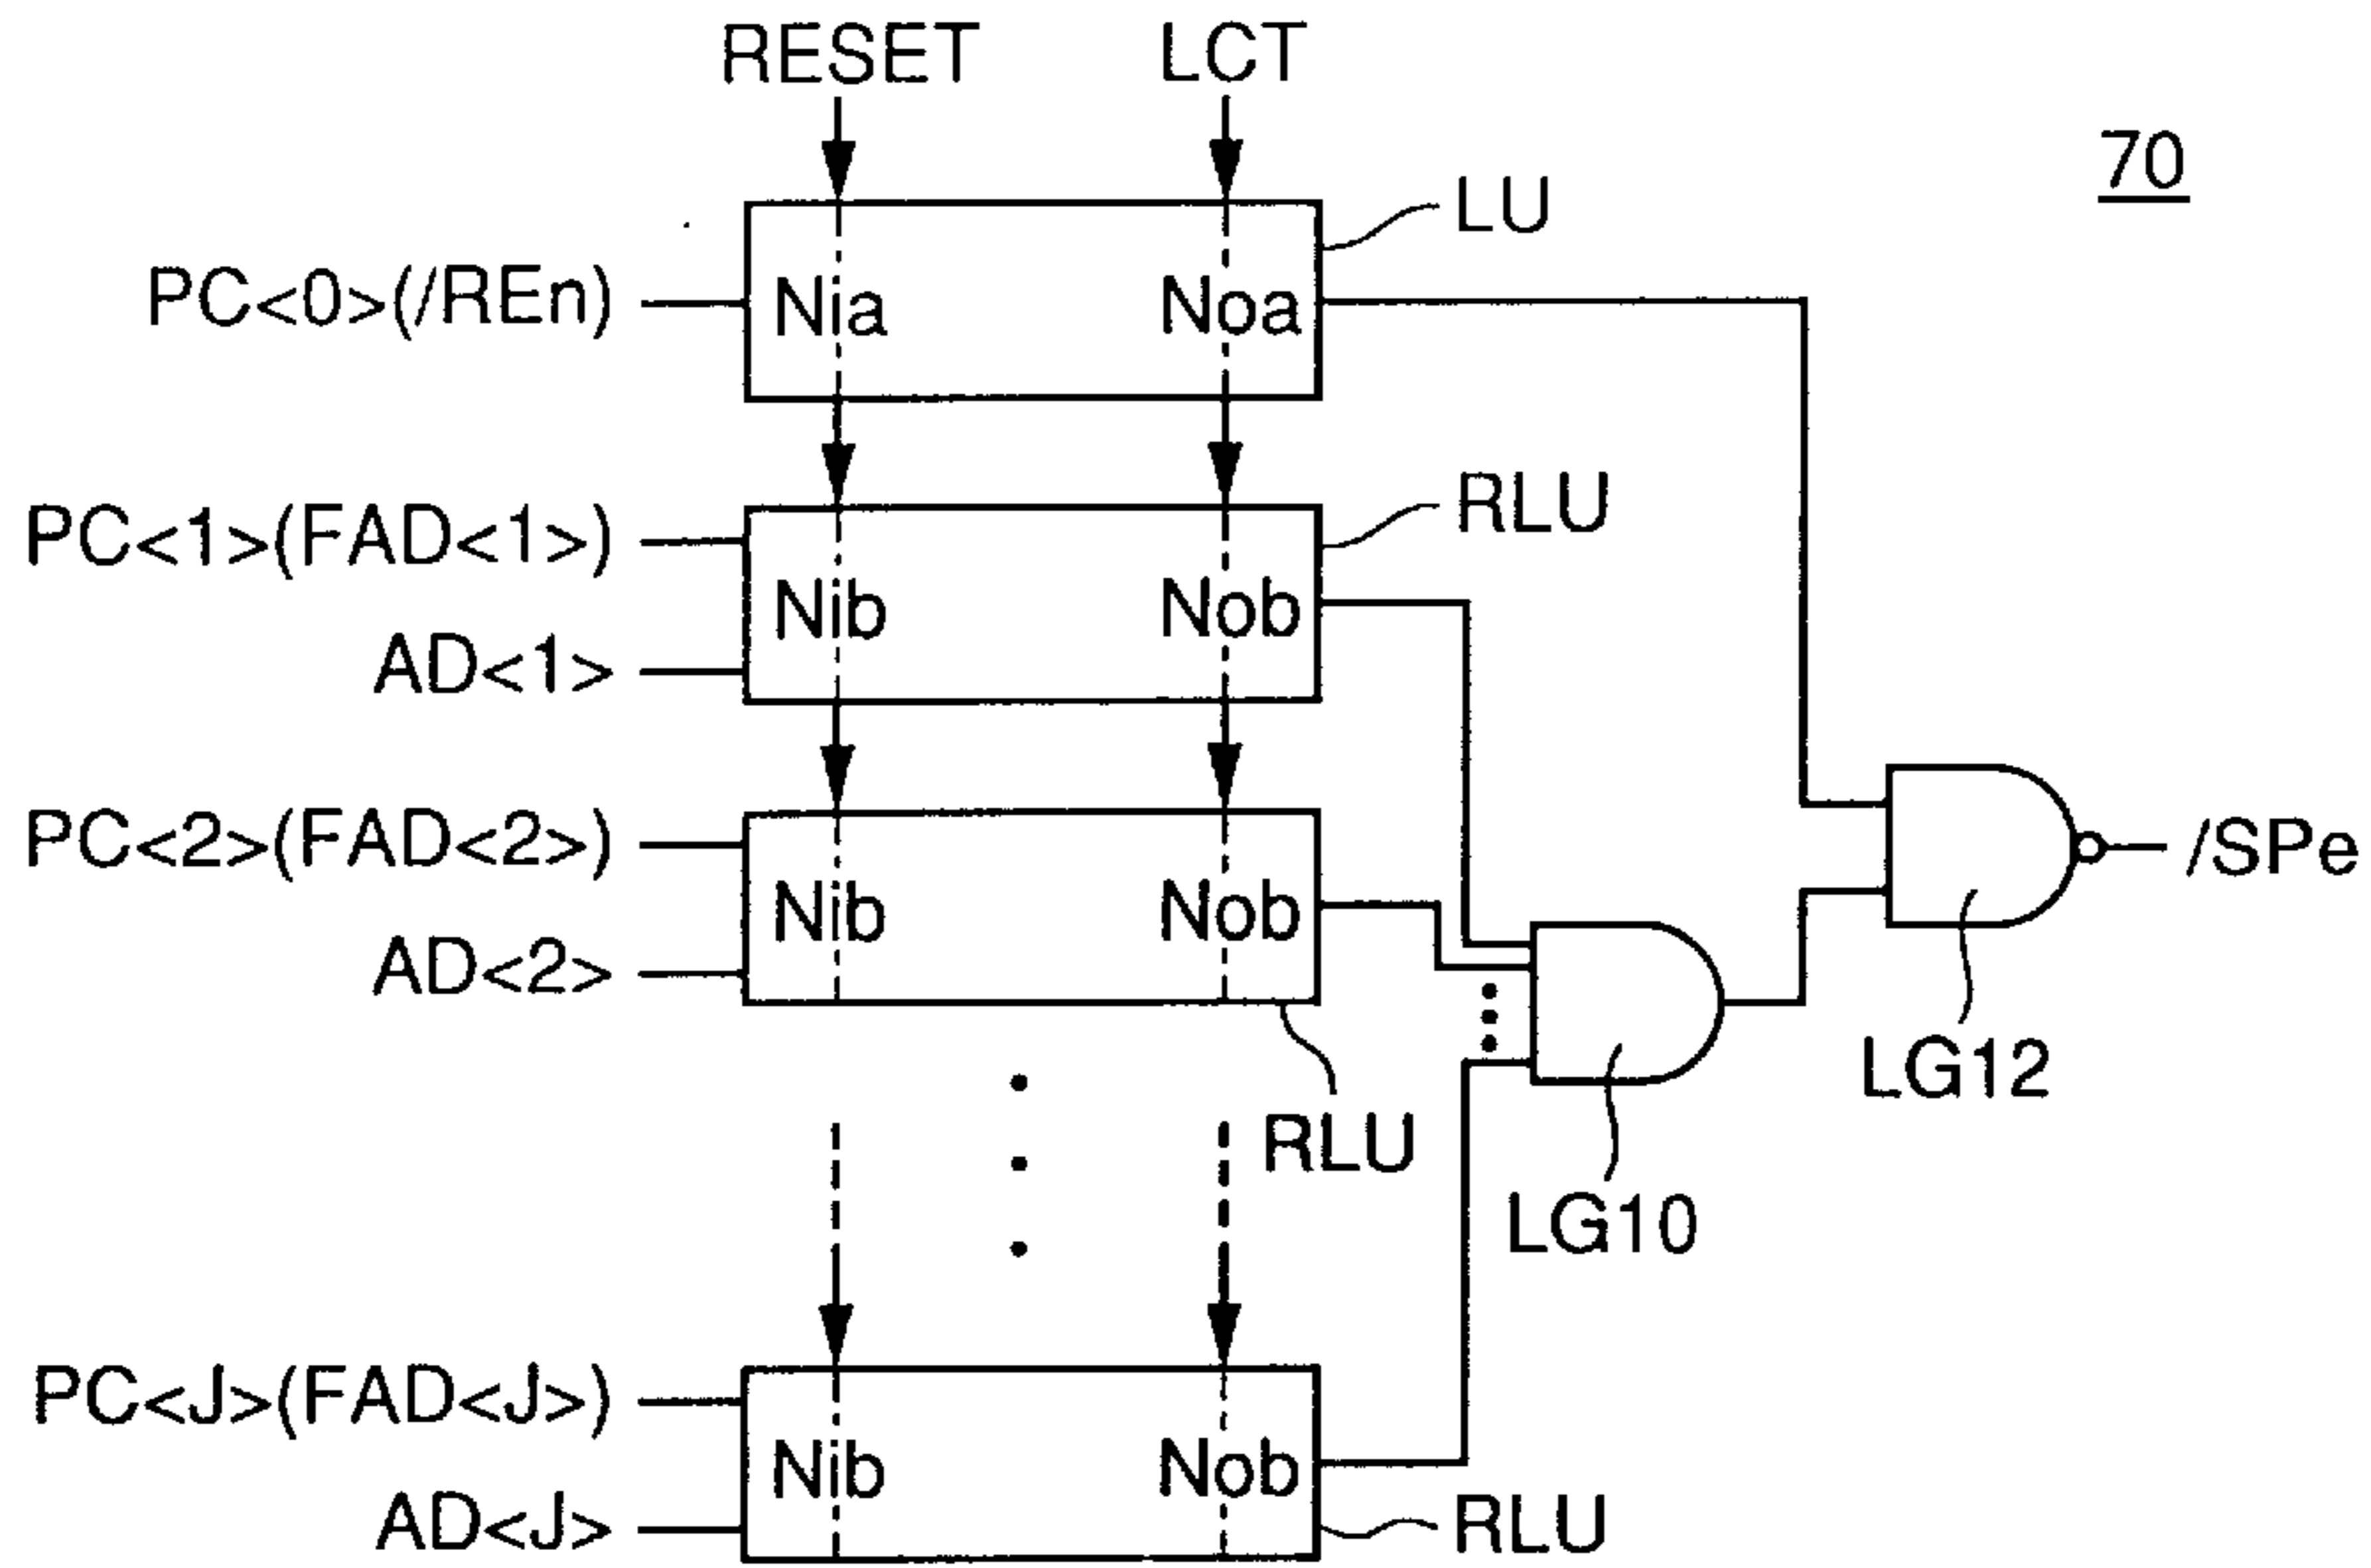 RESET LCT
70
LU
PC<0>(/REn) Nia Noa
RLU
PC<1>(FAD<1>)
Nib Nob
AD<1>
PC<2>(FAD<2>) /SPe
Nib Nob
AD<2>
LG12
RLU
LG10
PC<J>(FAD<J>)
Nib Nob
AD<J> RLU